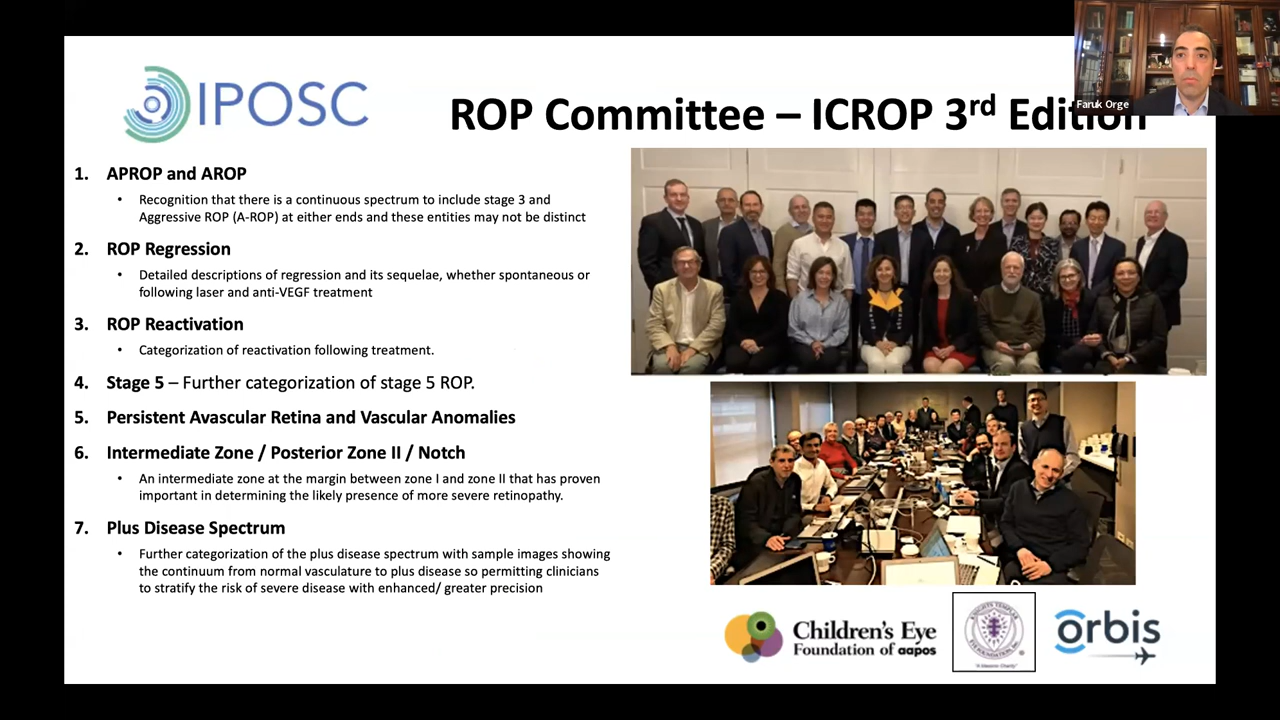 IPOSC
ROP Committee – ICROP 3rd Edition
Faruk Orge
1. APROP and AROP
• Recognition that there is a continuous spectrum to include stage 3 and
Aggressive ROP (A-ROP) at either ends and these entities may not be distinct
2. ROP Regression
• Detailed descriptions of regression and its sequelae, whether spontaneous or
following laser and anti-VEGF treatment
3. ROP Reactivation
• Categorization of reactivation following treatment.
4. Stage 5 – Further categorization of stage 5 ROP.
5. Persistent Avascular Retina and Vascular Anomalies
6. Intermediate Zone / Posterior Zone II / Notch
• An intermediate zone at the margin between zone I and zone II that has proven
important in determining the likely presence of more severe retinopathy.
7. Plus Disease Spectrum
• Further categorization of the plus disease spectrum with sample images showing
the continuum from normal vasculature to plus disease so permitting clinicians
to stratify the risk of severe disease with enhanced/ greater precision
Children's Eye
Foundation of aapos
KNIGHTS TEMPLAR
EYE FOUNDATION, INC.
"A Masonic Charity"
orbis